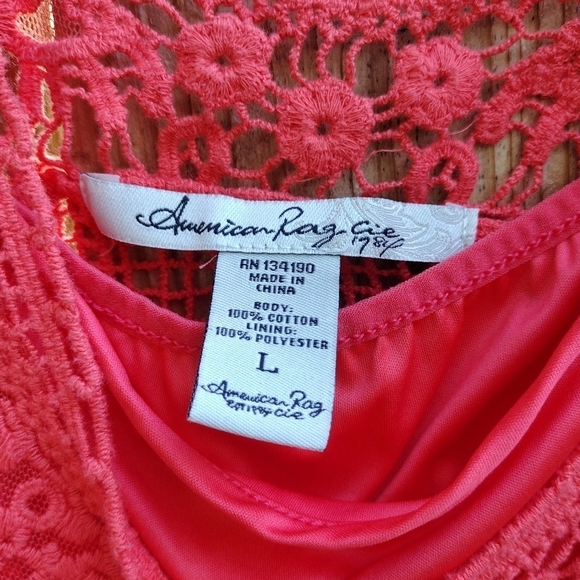 American Rag Cie
1984
RN 134190
MADE IN
CHINA
BODY:
100% COTTON
LINING:
100% POLYESTER
L
American Rag
EST 1984 Cie